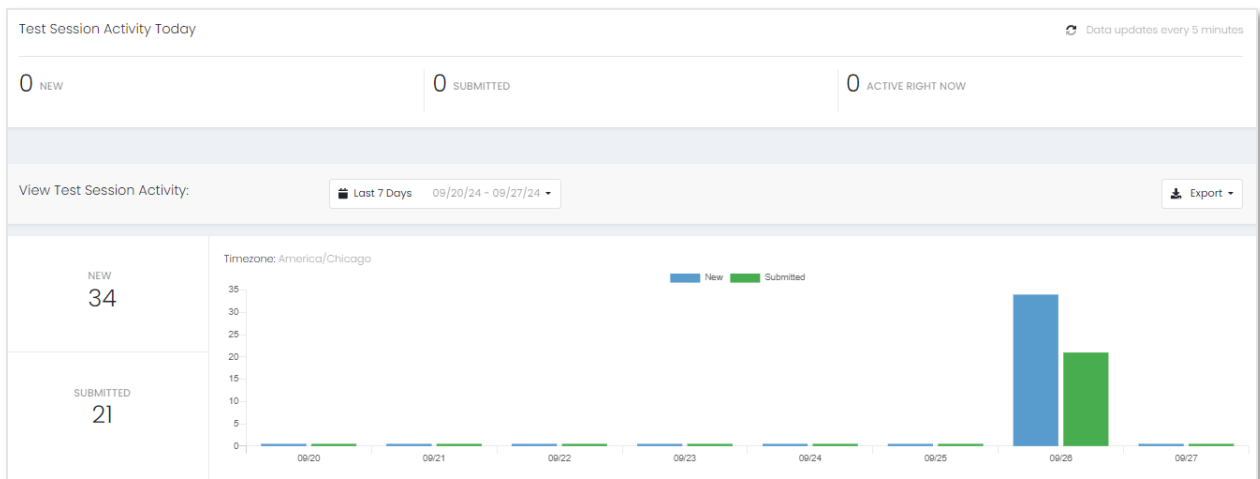 Test Session Activity Today
Data updates every 5 minutes
0 NEW
0 SUBMITTED
0 ACTIVE RIGHT NOW
View Test Session Activity:
Last 7 Days 09/20/24 - 09/27/24
Export
NEW
34
SUBMITTED
21
Timezone: America/Chicago
New Submitted
35
30
25
20
15
10
5
0
09/20 09/21 09/22 09/23 09/24 09/25 09/26 09/27